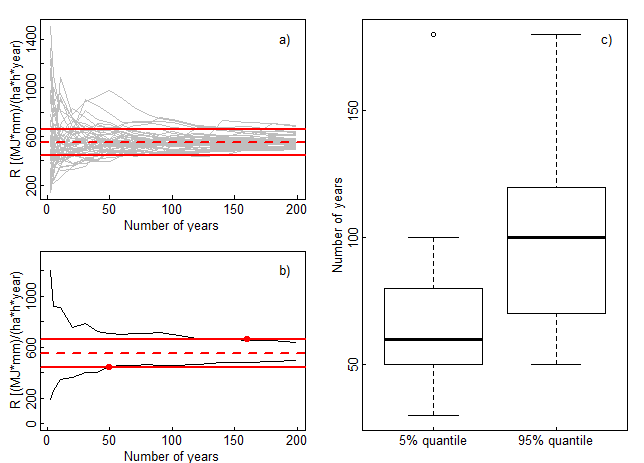 a)
R [(MJ*mm)/(ha*h*year)
200 600 1000 1400
0 50 100 150 200
Number of years
b)
R [(MJ*mm)/(ha*h*year)
0 200 600 1000
0 50 100 150 200
Number of years
c)
Number of years
50 100 150
5% quantile 95% quantile